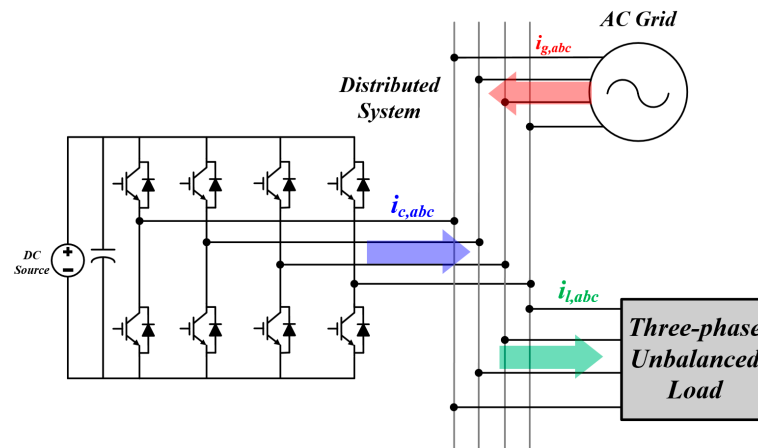 AC Grid
i_g,abc
Distributed
System
i_c,abc
DC
Source
i_l,abc
Three-phase
Unbalanced
Load